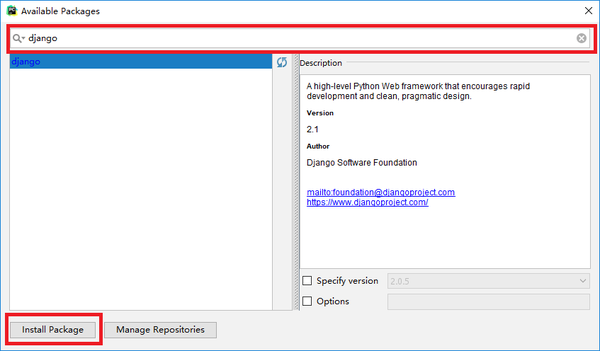 Available Packages
django
django
Description
A high-level Python Web framework that encourages rapid
development and clean, pragmatic design.
Version
2.1
Author
Django Software Foundation
mailto:foundation@djangoproject.com
https://www.djangoproject.com/
Specify version
2.0.5
Options
Install Package
Manage Repositories